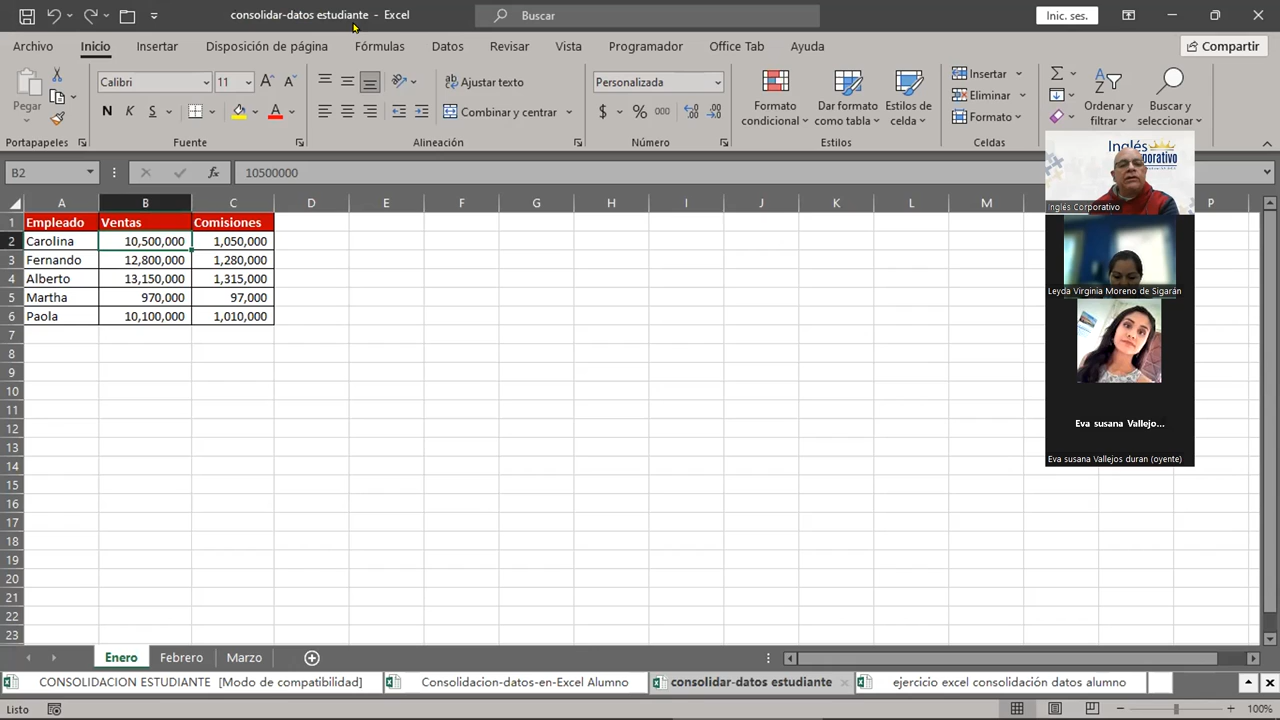 consolidar-datos estudiante - Excel
Buscar
Inic. ses.
Archivo Inicio Insertar Disposición de página Fórmulas Datos Revisar Vista Programador Office Tab Ayuda
Compartir
Pegar
Calibri 11
N K S
Ajustar texto
Combinar y centrar
Personalizada
$ % 000
Formato condicional
Dar formato como tabla
Estilos de celda
Insertar
Eliminar
Formato
Ordenar y filtrar
Buscar y seleccionar
Portapapeles Fuente Alineación Número Estilos Celdas
B2 fx 10500000
A B C D E F G H I J K L M P
1 Empleado Ventas Comisiones
2 Carolina 10,500,000 1,050,000
3 Fernando 12,800,000 1,280,000
4 Alberto 13,150,000 1,315,000
5 Martha 970,000 97,000
6 Paola 10,100,000 1,010,000
7
8
9
10
11
12
13
14
15
16
17
18
19
20
21
22
23
Inglés
Inglés Corporativo
Leyda Virginia Moreno de Sigarán
Eva susana Vallejo...
Eva susana Vallejos duran (oyente)
Enero Febrero Marzo
CONSOLIDACION ESTUDIANTE [Modo de compatibilidad] Consolidacion-datos-en-Excel Alumno consolidar-datos estudiante ejercicio excel consolidación datos alumno
Listo
100%